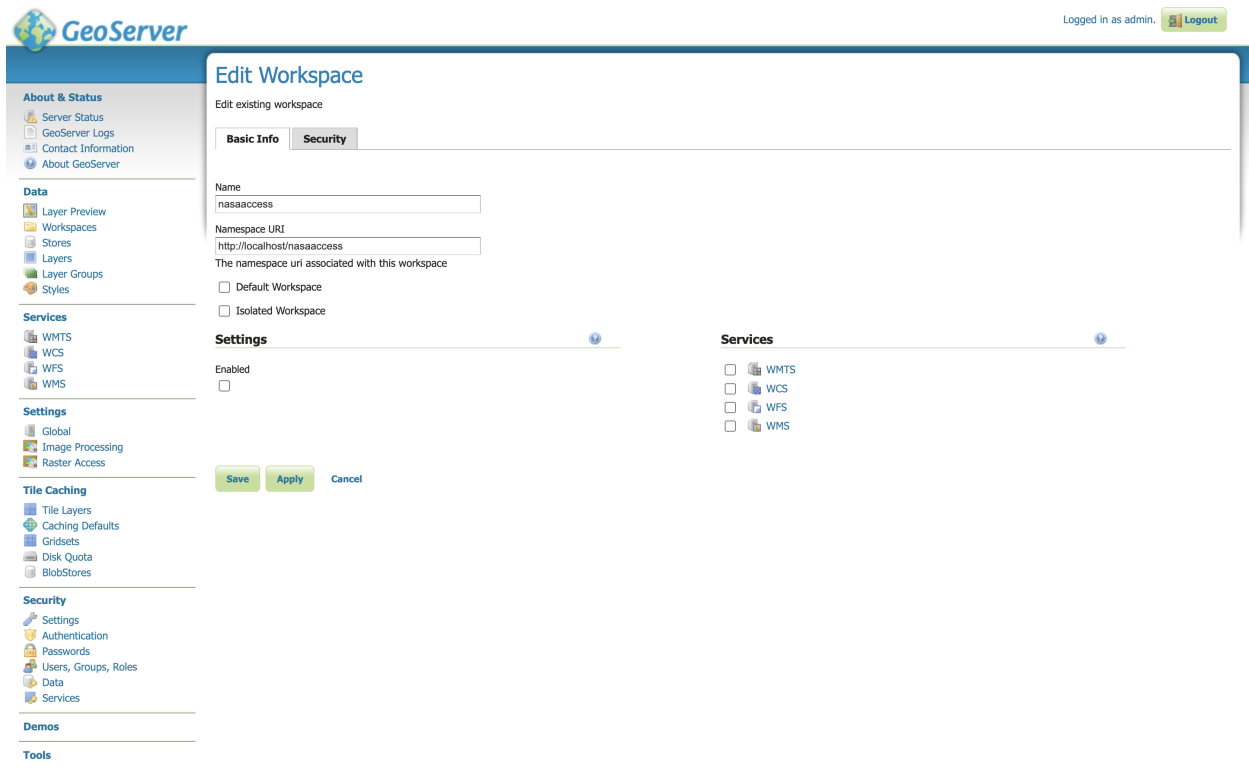 GeoServer
Logged in as admin. Logout
About & Status
Server Status
GeoServer Logs
Contact Information
About GeoServer
Data
Layer Preview
Workspaces
Stores
Layers
Layer Groups
Styles
Services
WMTS
WCS
WFS
WMS
Settings
Global
Image Processing
Raster Access
Tile Caching
Tile Layers
Caching Defaults
Gridsets
Disk Quota
BlobStores
Security
Settings
Authentication
Passwords
Users, Groups, Roles
Data
Services
Demos
Tools
Edit Workspace
Edit existing workspace
Basic Info Security
Name
nasaaccess
Namespace URI
http://localhost/nasaaccess
The namespace uri associated with this workspace
Default Workspace
Isolated Workspace
Settings
Enabled
Services
WMTS
WCS
WFS
WMS
Save Apply Cancel